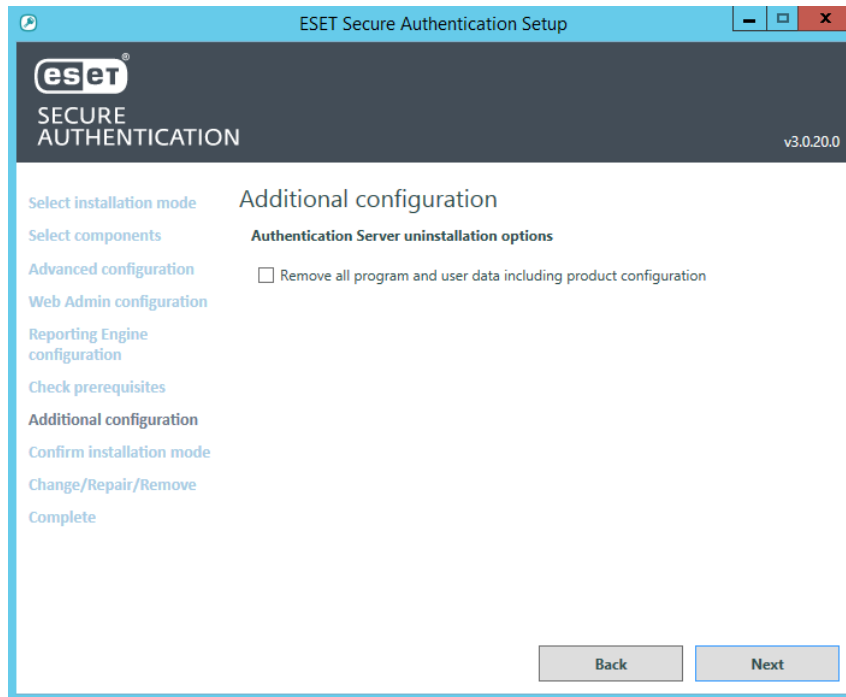 ESET Secure Authentication Setup
eset®
SECURE
AUTHENTICATION
v3.0.20.0
Select installation mode
Select components
Advanced configuration
Web Admin configuration
Reporting Engine
configuration
Check prerequisites
Additional configuration
Confirm installation mode
Change/Repair/Remove
Complete
Additional configuration
Authentication Server uninstallation options
Remove all program and user data including product configuration
Back
Next